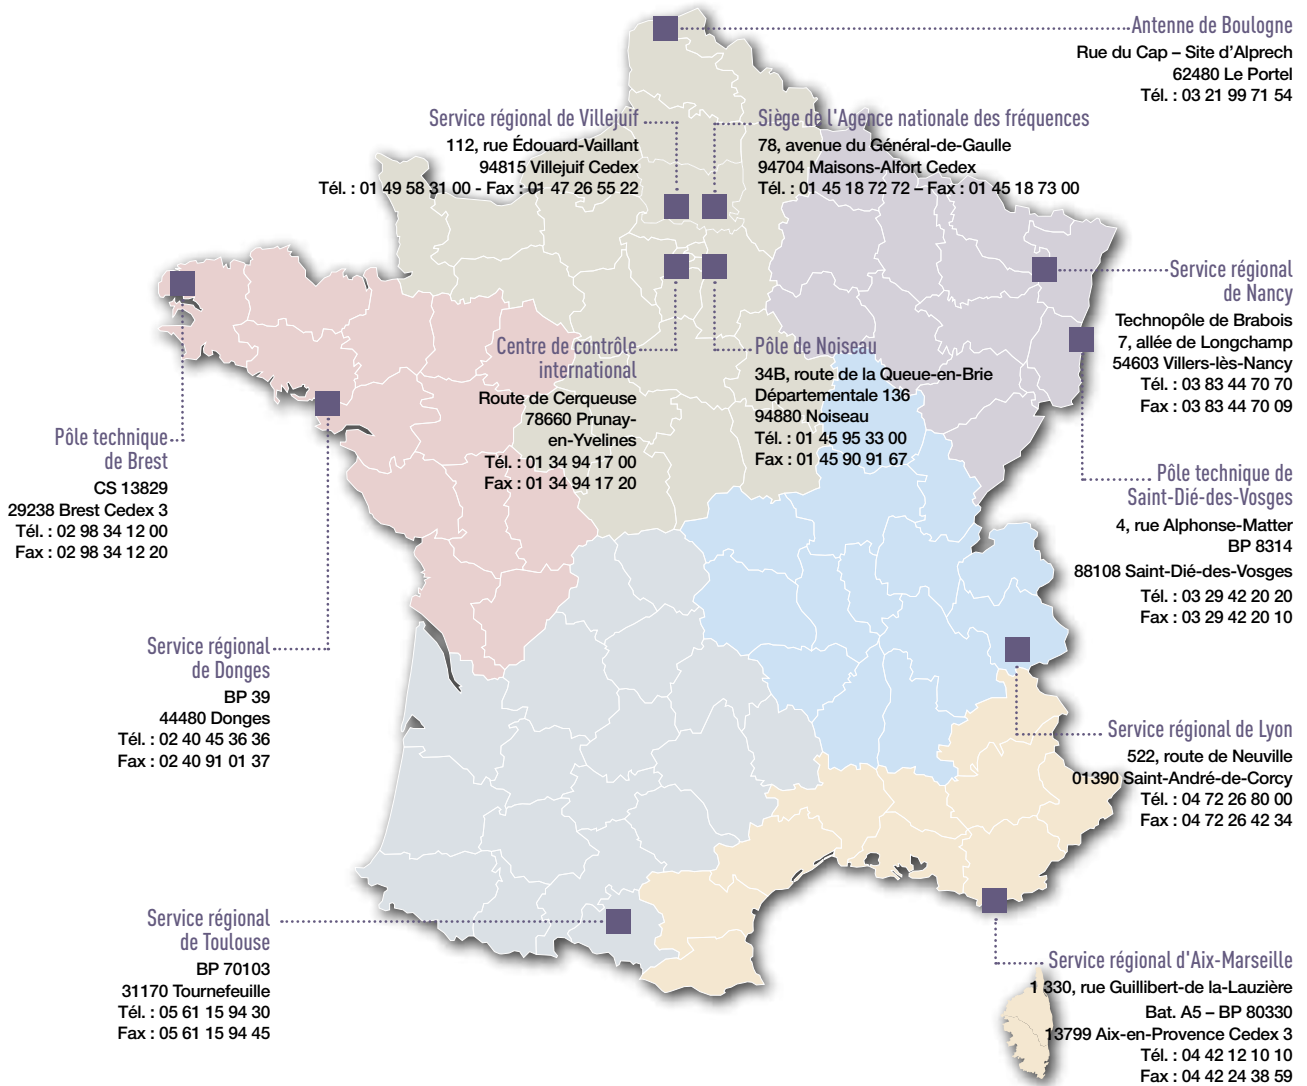 Antenne de Boulogne
Rue du Cap – Site d'Alprech
62480 Le Portel
Tél. : 03 21 99 71 54
Service régional de Villejuif
112, rue Édouard-Vaillant
94815 Villejuif Cedex
Tél. : 01 49 58 31 00 - Fax : 01 47 26 55 22
Siège de l'Agence nationale des fréquences
78, avenue du Général-de-Gaulle
94704 Maisons-Alfort Cedex
Tél. : 01 45 18 72 72 – Fax : 01 45 18 73 00
Service régional
de Nancy
Technopôle de Brabois
7, allée de Longchamp
54603 Villers-lès-Nancy
Tél. : 03 83 44 70 70
Fax : 03 83 44 70 09
Centre de contrôle
international
Route de Cerqueuse
78660 Prunay-
en-Yvelines
Tél. : 01 34 94 17 00
Fax : 01 34 94 17 20
Pôle de Noiseau
34B, route de la Queue-en-Brie
Départementale 136
94880 Noiseau
Tél. : 01 45 95 33 00
Fax : 01 45 90 91 67
Pôle technique
de Brest
CS 13829
29238 Brest Cedex 3
Tél. : 02 98 34 12 00
Fax : 02 98 34 12 20
Pôle technique de
Saint-Dié-des-Vosges
4, rue Alphonse-Matter
BP 8314
88108 Saint-Dié-des-Vosges
Tél. : 03 29 42 20 20
Fax : 03 29 42 20 10
Service régional
de Donges
BP 39
44480 Donges
Tél. : 02 40 45 36 36
Fax : 02 40 91 01 37
Service régional de Lyon
522, route de Neuville
01390 Saint-André-de-Corcy
Tél. : 04 72 26 80 00
Fax : 04 72 26 42 34
Service régional
de Toulouse
BP 70103
31170 Tournefeuille
Tél. : 05 61 15 94 30
Fax : 05 61 15 94 45
Service régional d'Aix-Marseille
1 330, rue Guillibert-de la-Lauzière
Bat. A5 – BP 80330
13799 Aix-en-Provence Cedex 3
Tél. : 04 42 12 10 10
Fax : 04 42 24 38 59